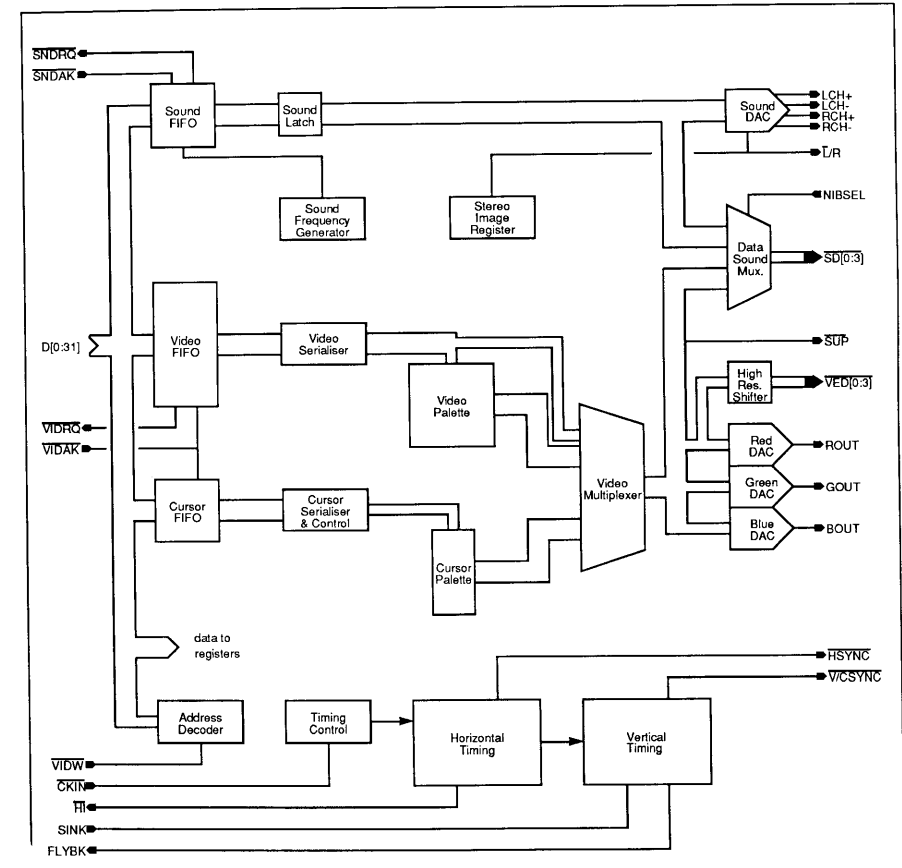 SNDRQ
SNDAK
Sound
FIFO
Sound
Latch
Sound
DAC
LCH+
LCH-
RCH+
RCH-
L/R
Sound
Frequency
Generator
Stereo
Image
Register
NIBSEL
Data
Sound
Mux.
SD[0:3]
D[0:31]
Video
FIFO
Video
Serialiser
Video
Palette
SUP
High
Res.
Shifter
VED[0:3]
VIDRQ
VIDAK
Red
DAC
ROUT
Green
DAC
GOUT
Blue
DAC
BOUT
Video
Multiplexer
Cursor
FIFO
Cursor
Serialiser
& Control
Cursor
Palette
data to
registers
HSYNC
V/CSYNC
Address
Decoder
Timing
Control
Horizontal
Timing
Vertical
Timing
VIDW
CKIN
HI
SINK
FLYBK